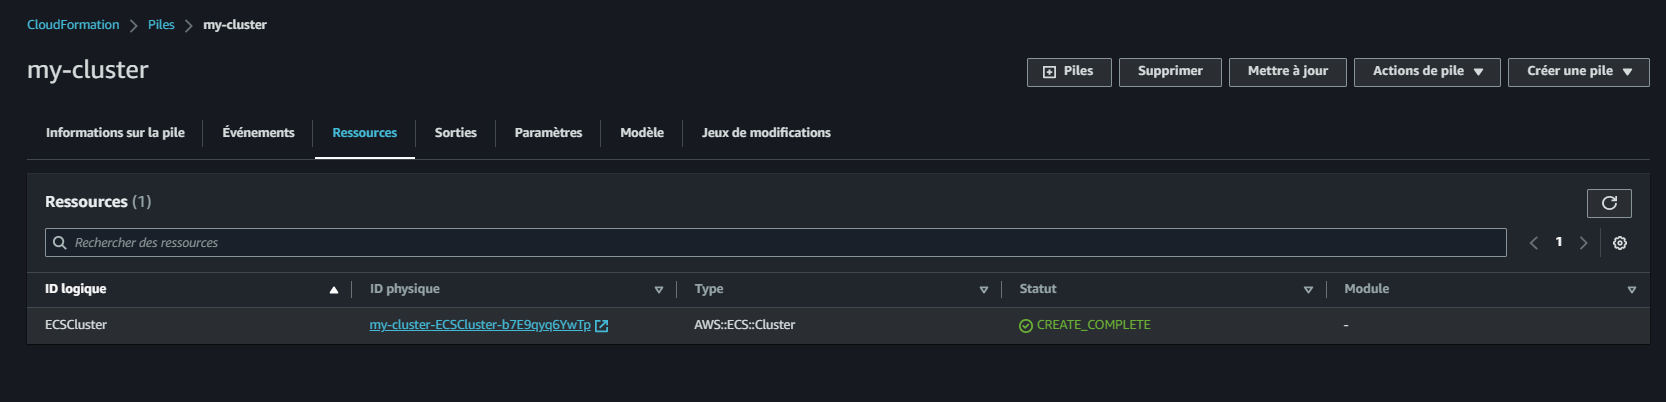 CloudFormation > Piles > my-cluster
my-cluster
Piles Supprimer Mettre à jour Actions de pile Créer une pile
Informations sur la pile Événements Ressources Sorties Paramètres Modèle Jeux de modifications
Ressources (1)
Rechercher des ressources
1
ID logique ID physique Type Statut Module
ECSCluster my-cluster-ECSCluster-b7E9qyq6YwTp AWS::ECS::Cluster CREATE_COMPLETE -